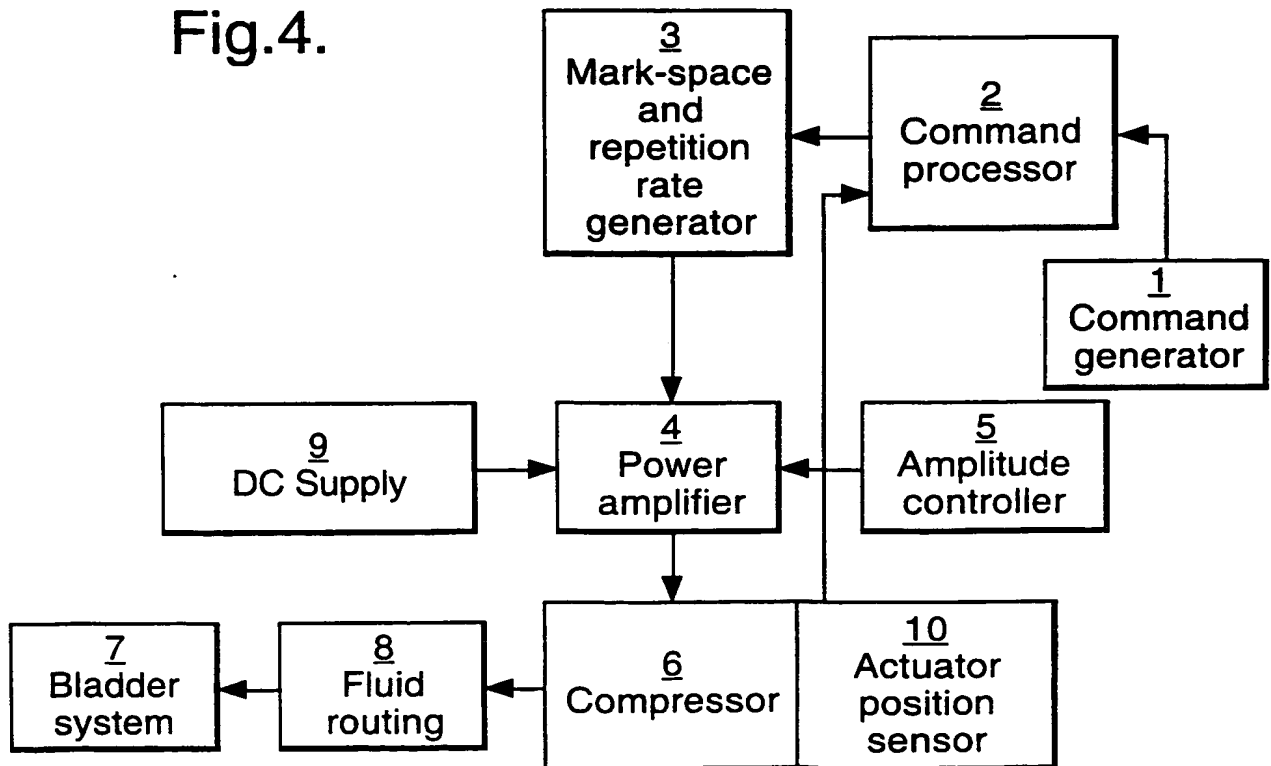 Fig.4.
3
Mark-space
and
repetition
rate
generator
2
Command
processor
1
Command
generator
9
DC Supply
4
Power
amplifier
5
Amplitude
controller
7
Bladder
system
8
Fluid
routing
6
Compressor
10
Actuator
position
sensor